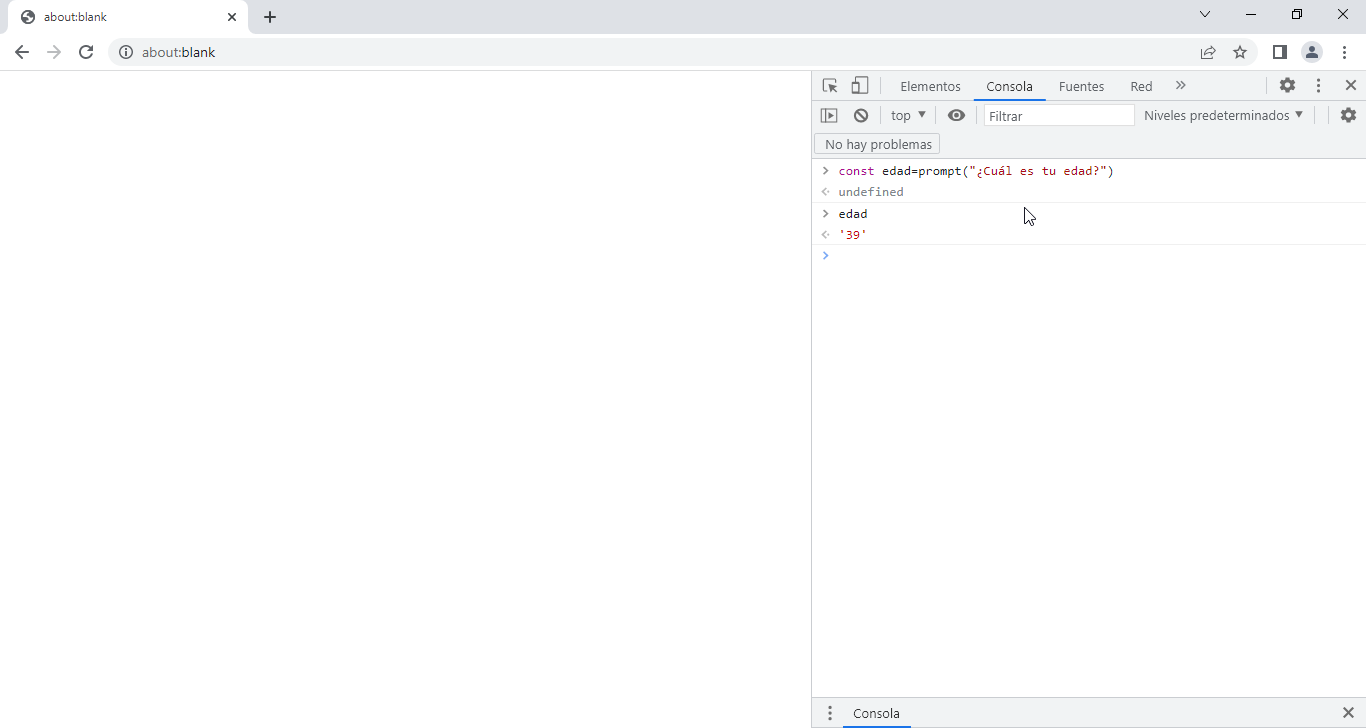 about:blank
about:blank
Elementos Consola Fuentes Red
top Filtrar Niveles predeterminados
No hay problemas
const edad=prompt("¿Cuál es tu edad?")
undefined
edad
'39'
Consola